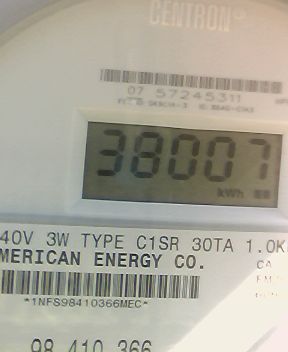 CENTRON®
07 57245311
38007
kWh
40V 3W TYPE C1SR 30TA 1.0K
MERICAN ENERGY CO.
CA
*1NFS98410366MEC*
98 410 366